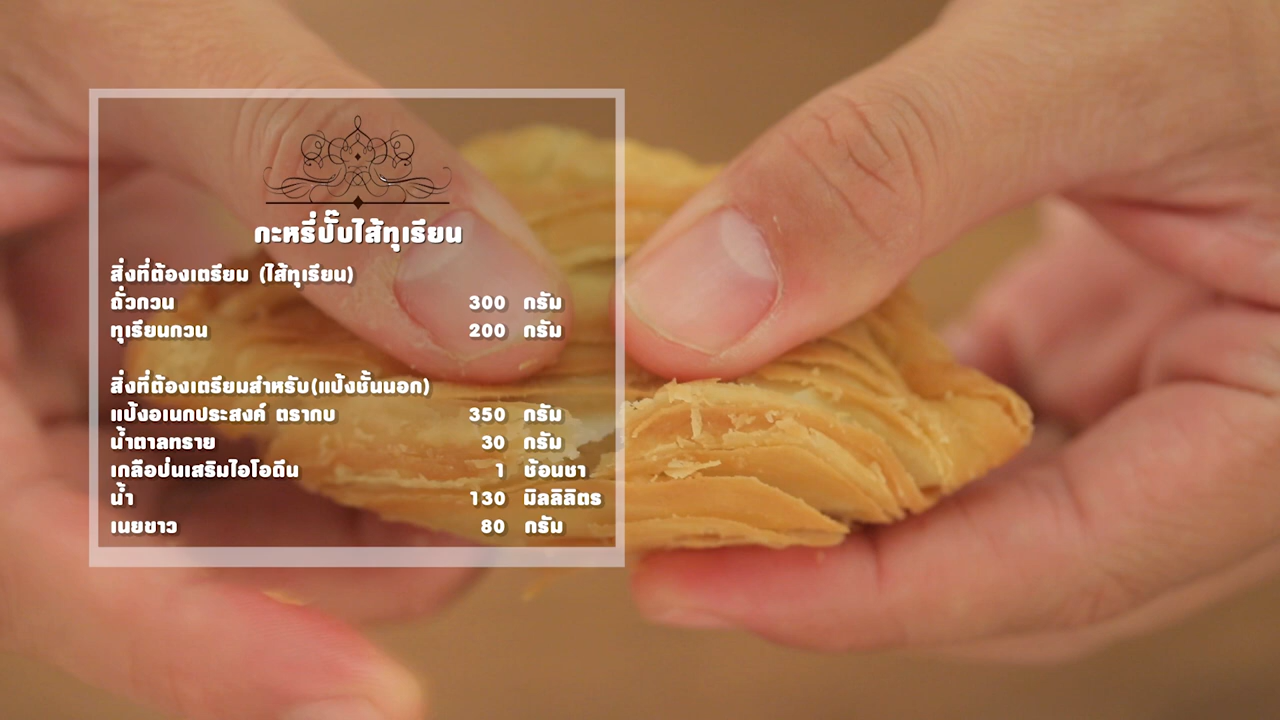 กะหรี่ปั๊บไส้ทุเรียน
สิ่งที่ต้องเตรียม (ไส้ทุเรียน)
ถั่วกวน 300 กรัม
ทุเรียนกวน 200 กรัม
สิ่งที่ต้องเตรียมสำหรับ(แป้งชั้นนอก)
แป้งอเนกประสงค์ ตรากบ 350 กรัม
น้ำตาลทราย 30 กรัม
เกลือป่นเสริมไอโอดีน 1 ช้อนชา
น้ำ 130 มิลลิลิตร
เนยขาว 80 กรัม